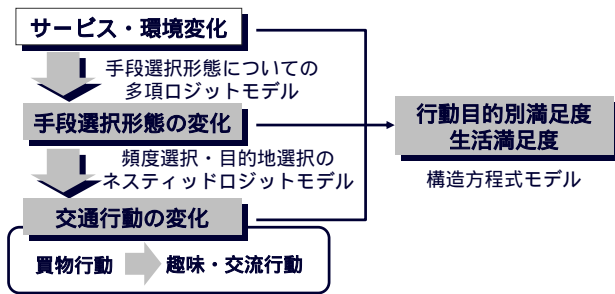 サービス・環境変化
手段選択形態についての
多項ロジットモデル
手段選択形態の変化
頻度選択・目的地選択の
ネスティッドロジットモデル
交通行動の変化
買物行動
趣味・交流行動
行動目的別満足度
生活満足度
構造方程式モデル